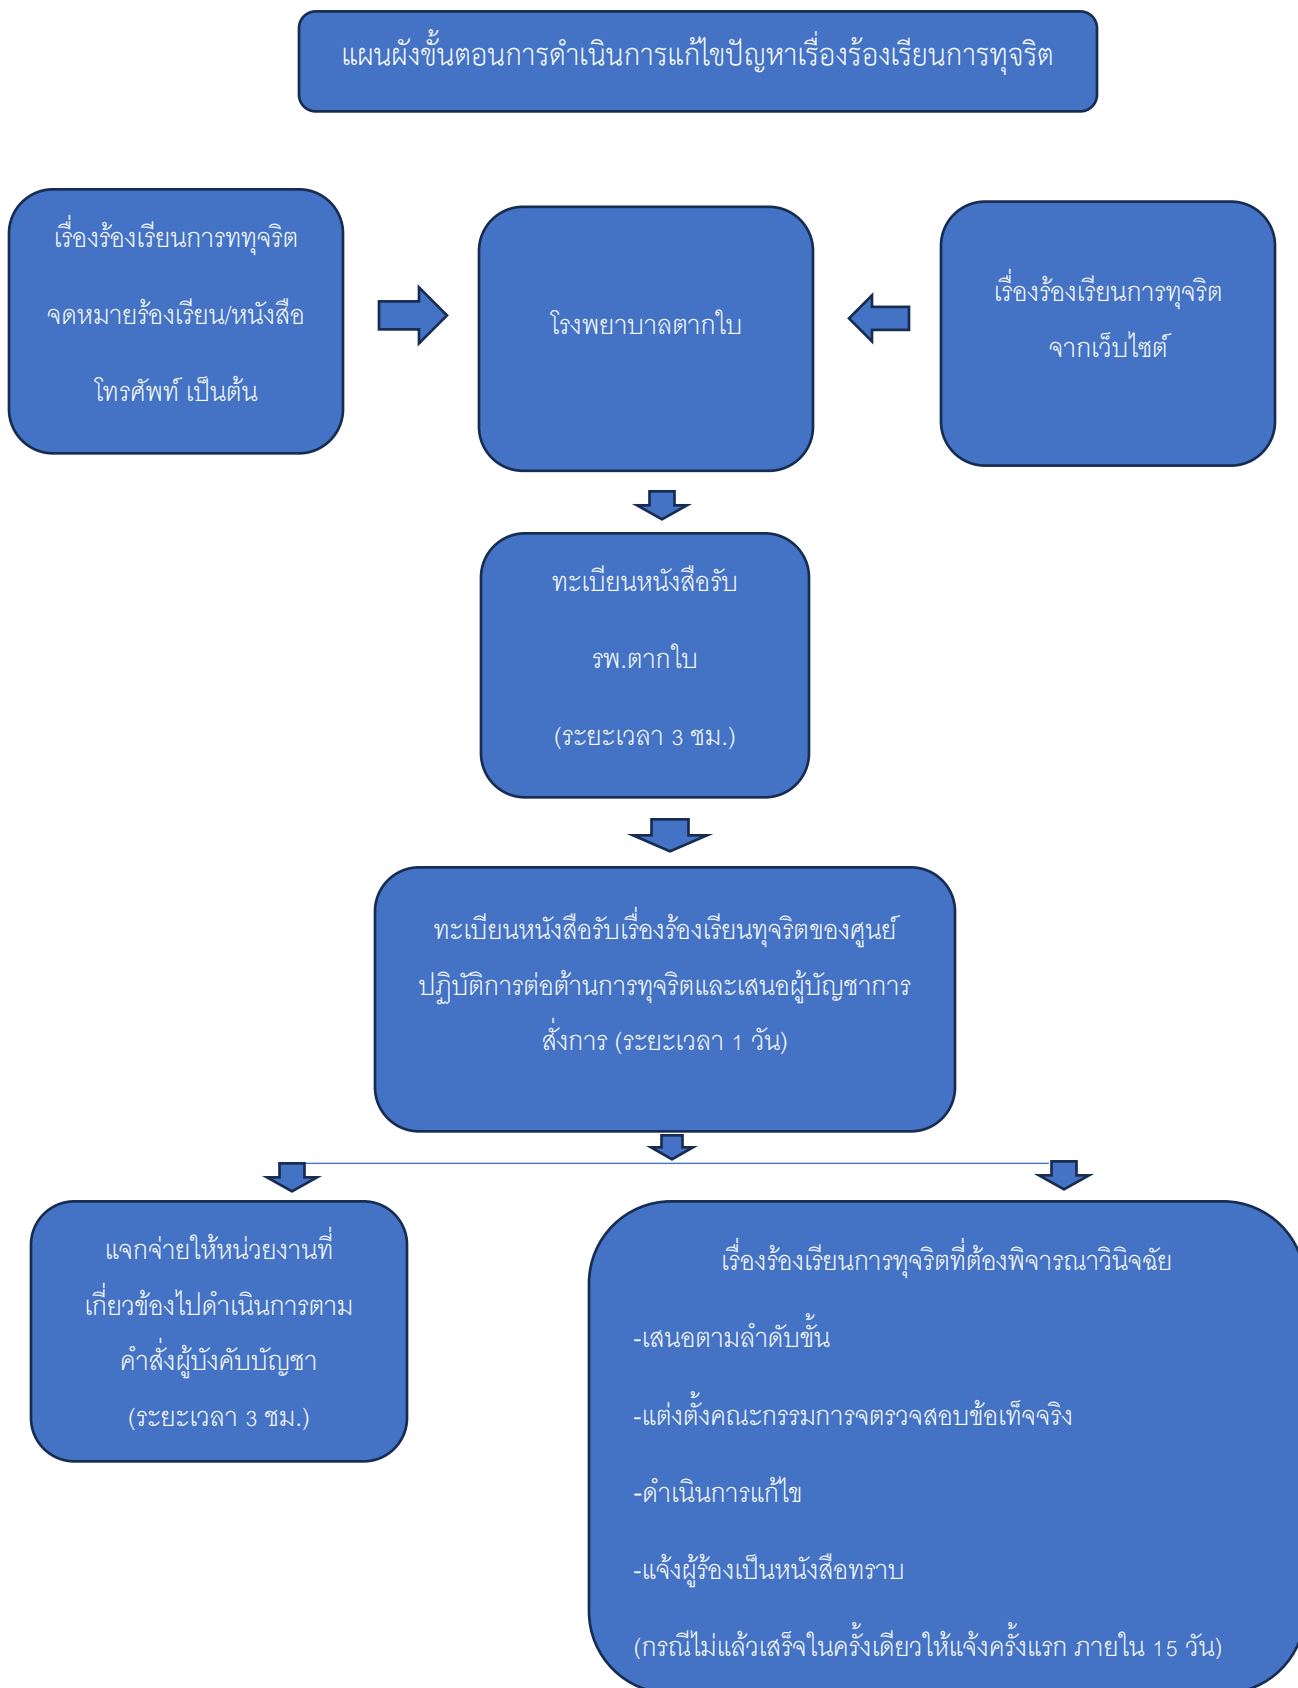 แผนผังขั้นตอนการดำเนินการแก้ไขปัญหาเรื่องร้องเรียนการทุจริต
เรื่องร้องเรียนการททุจริต
จดหมายร้องเรียน/หนังสือ
โทรศัพท์ เป็นต้น
โรงพยาบาลตากใบ
เรื่องร้องเรียนการทุจริต
จากเว็บไซต์
ทะเบียนหนังสือรับ
รพ.ตากใบ
(ระยะเวลา 3 ชม.)
ทะเบียนหนังสือรับเรื่องร้องเรียนทุจริตของศูนย์
ปฏิบัติการต่อต้านการทุจริตและเสนอผู้บัญชาการ
สั่งการ (ระยะเวลา 1 วัน)
แจกจ่ายให้หน่วยงานที่
เกี่ยวข้องไปดำเนินการตาม
คำสั่งผู้บังคับบัญชา
(ระยะเวลา 3 ชม.)
เรื่องร้องเรียนการทุจริตที่ต้องพิจารณาวินิจฉัย
-เสนอตามลำดับขั้น
-แต่งตั้งคณะกรรมการจตรวจสอบข้อเท็จจริง
-ดำเนินการแก้ไข
-แจ้งผู้ร้องเป็นหนังสือทราบ
(กรณีไม่แล้วเสร็จในครั้งเดียวให้แจ้งครั้งแรก ภายใน 15 วัน)